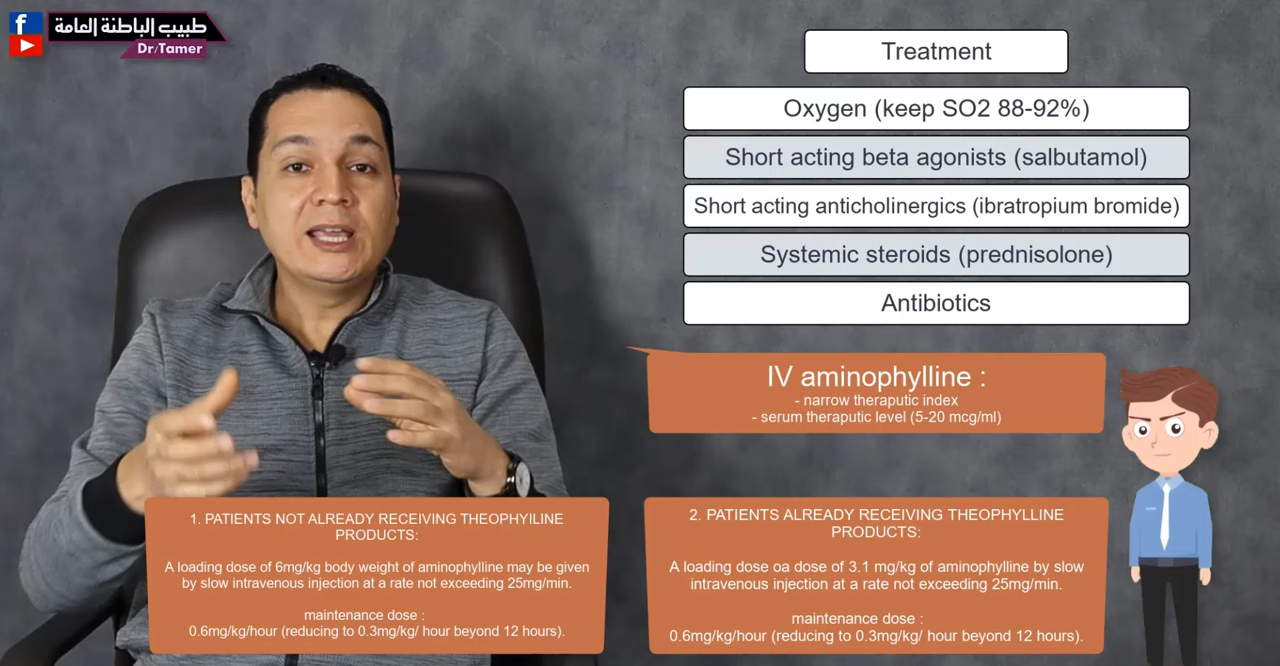 f
طبيب الباطنة العامة
Dr/Tamer
Treatment
Oxygen (keep SO2 88-92%)
Short acting beta agonists (salbutamol)
Short acting anticholinergics (ibratropium bromide)
Systemic steroids (prednisolone)
Antibiotics
IV aminophylline :
- narrow theraputic index
- serum theraputic level (5-20 mcg/ml)
1. PATIENTS NOT ALREADY RECEIVING THEOPHYIINE
PRODUCTS:
A loading dose of 6mg/kg body weight of aminophylline may be given
by slow intravenous injection at a rate not exceeding 25mg/min.
maintenance dose :
0.6mg/kg/hour (reducing to 0.3mg/kg/ hour beyond 12 hours).
2. PATIENTS ALREADY RECEIVING THEOPHYLLINE
PRODUCTS:
A loading dose oa dose of 3.1 mg/kg of aminophylline by slow
intravenous injection at a rate not exceeding 25mg/min.
maintenance dose :
0.6mg/kg/hour (reducing to 0.3mg/kg/ hour beyond 12 hours).